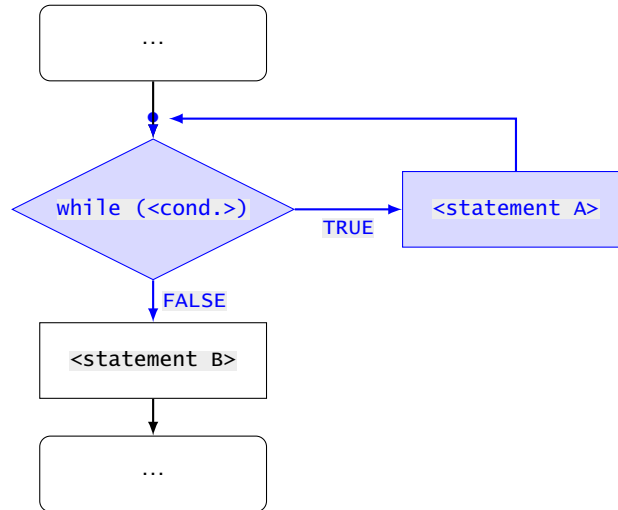 ...
while (<cond.>)
<statement A>
TRUE
FALSE
<statement B>
...